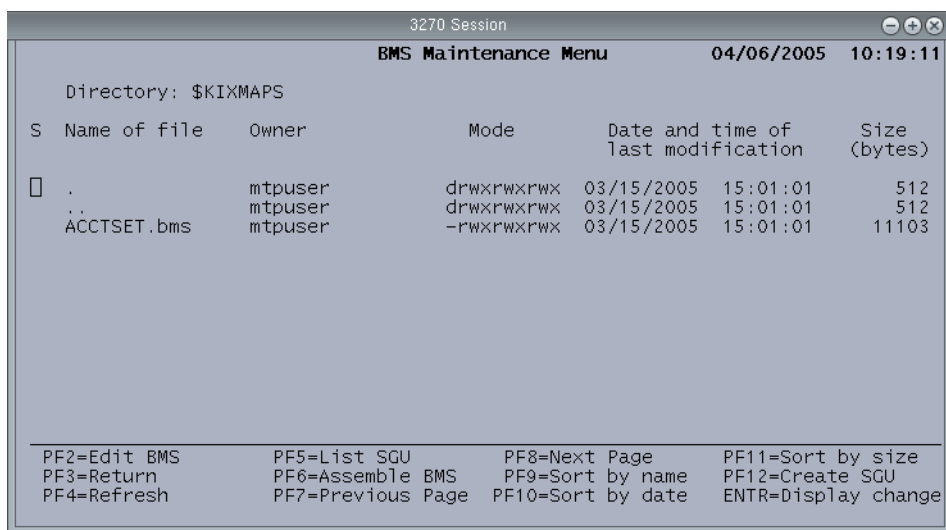 3270 Session
BMS Maintenance Menu 04/06/2005 10:19:11
Directory: $KIXMAPS
S Name of file Owner Mode Date and time of Size
last modification (bytes)
. mtpuser drwxrwxrwx 03/15/2005 15:01:01 512
.. mtpuser drwxrwxrwx 03/15/2005 15:01:01 512
ACCTSET.bms mtpuser -rwxrwxrwx 03/15/2005 15:01:01 11103
PF2=Edit BMS PF5=List SGU PF8=Next Page PF11=Sort by size
PF3=Return PF6=Assemble BMS PF9=Sort by name PF12=Create SGU
PF4=Refresh PF7=Previous Page PF10=Sort by date ENTR=Display change